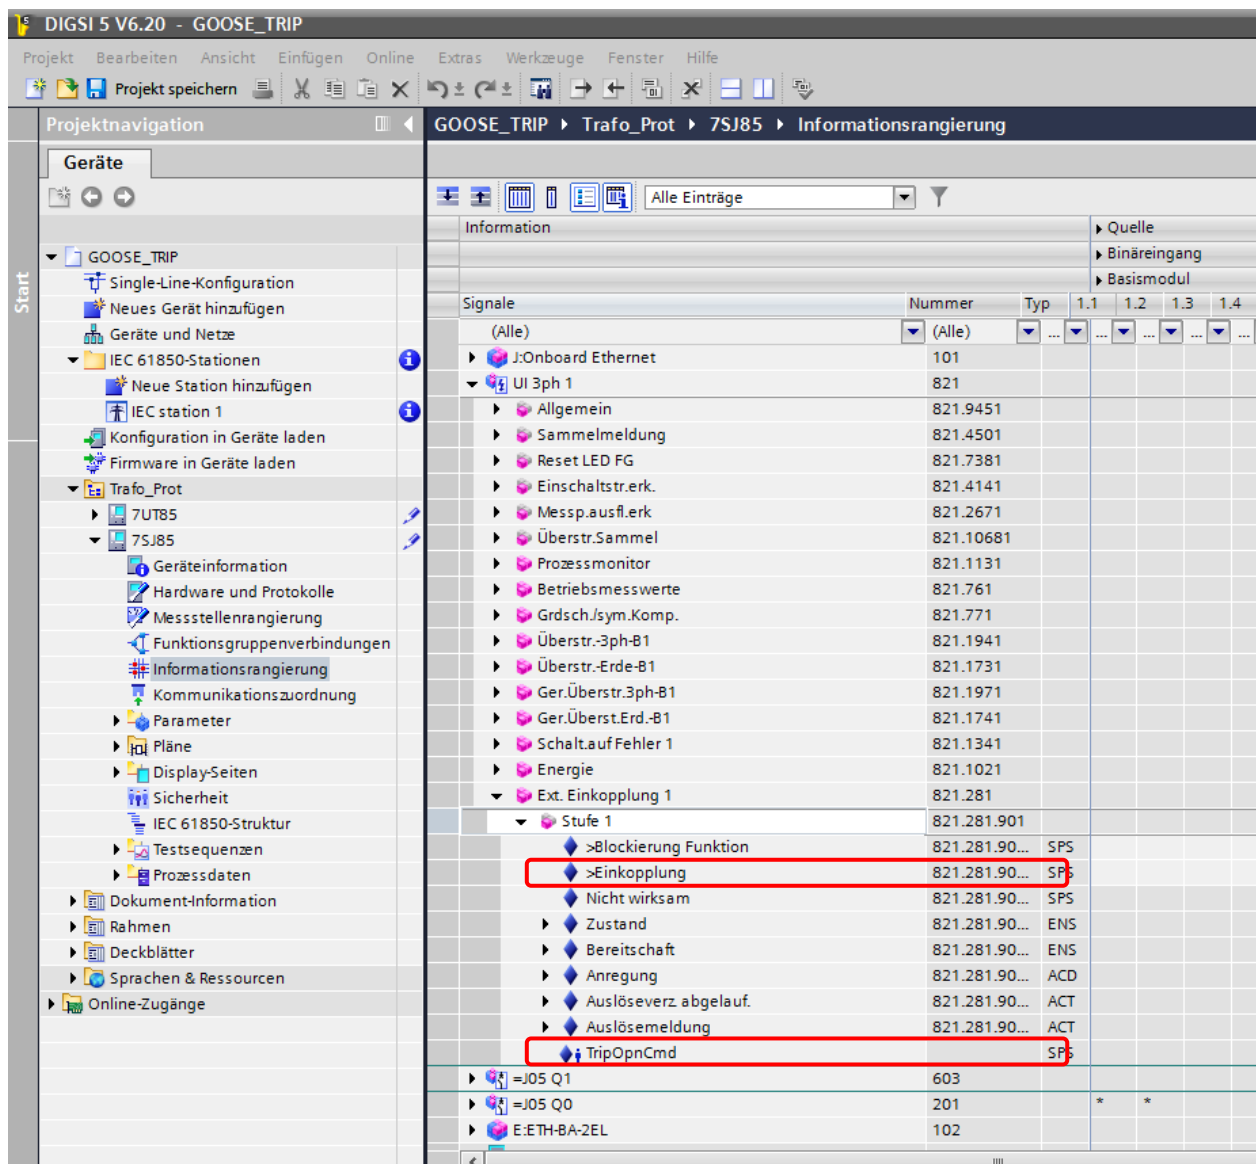 DIGSI 5 V6.20 - GOOSE_TRIP
Projekt Bearbeiten Ansicht Einfügen Online Extras Werkzeuge Fenster Hilfe
Projekt speichern
Projektnavigation
GOOSE_TRIP Trafo_Prot 7SJ85 Informationsrangierung
Geräte
Start
GOOSE_TRIP
Single-Line-Konfiguration
Neues Gerät hinzufügen
Geräte und Netze
IEC 61850-Stationen
Neue Station hinzufügen
IEC station 1
Konfiguration in Geräte laden
Firmware in Geräte laden
Trafo_Prot
7UT85
7SJ85
Geräteinformation
Hardware und Protokolle
Messstellenrangierung
Funktionsgruppenverbindungen
Informationsrangierung
Kommunikationszuordnung
Parameter
Pläne
Display-Seiten
Sicherheit
IEC 61850-Struktur
Testsequenzen
Prozessdaten
Dokument-Information
Rahmen
Deckblätter
Sprachen & Ressourcen
Online-Zugänge
Alle Einträge
Information Quelle
Binäreingang
Basismodul
Signale Nummer Typ 1.1 1.2 1.3 1.4
(Alle) (Alle) ... ... ... ...
J:Onboard Ethernet 101
UI 3ph 1 821
Allgemein 821.9451
Sammelmeldung 821.4501
Reset LED FG 821.7381
Einschaltstr.erk. 821.4141
Messp.ausfl.erk 821.2671
Überstr.Sammel 821.10681
Prozessmonitor 821.1131
Betriebsmesswerte 821.761
Grdsch./sym.Komp. 821.771
Überstr.-3ph-B1 821.1941
Überstr.-Erde-B1 821.1731
Ger.Überstr.3ph-B1 821.1971
Ger.Überst.Erd.-B1 821.1741
Schalt.auf Fehler 1 821.1341
Energie 821.1021
Ext. Einkopplung 1 821.281
Stufe 1 821.281.901
>Blockierung Funktion 821.281.90... SPS
>Einkopplung 821.281.90... SPS
Nicht wirksam 821.281.90... SPS
Zustand 821.281.90... ENS
Bereitschaft 821.281.90... ENS
Anregung 821.281.90... ACD
Auslöseverz. abgelauf. 821.281.90... ACT
Auslösemeldung 821.281.90... ACT
TripOpnCmd SPS
=J05 Q1 603
=J05 Q0 201 * *
E:ETH-BA-2EL 102